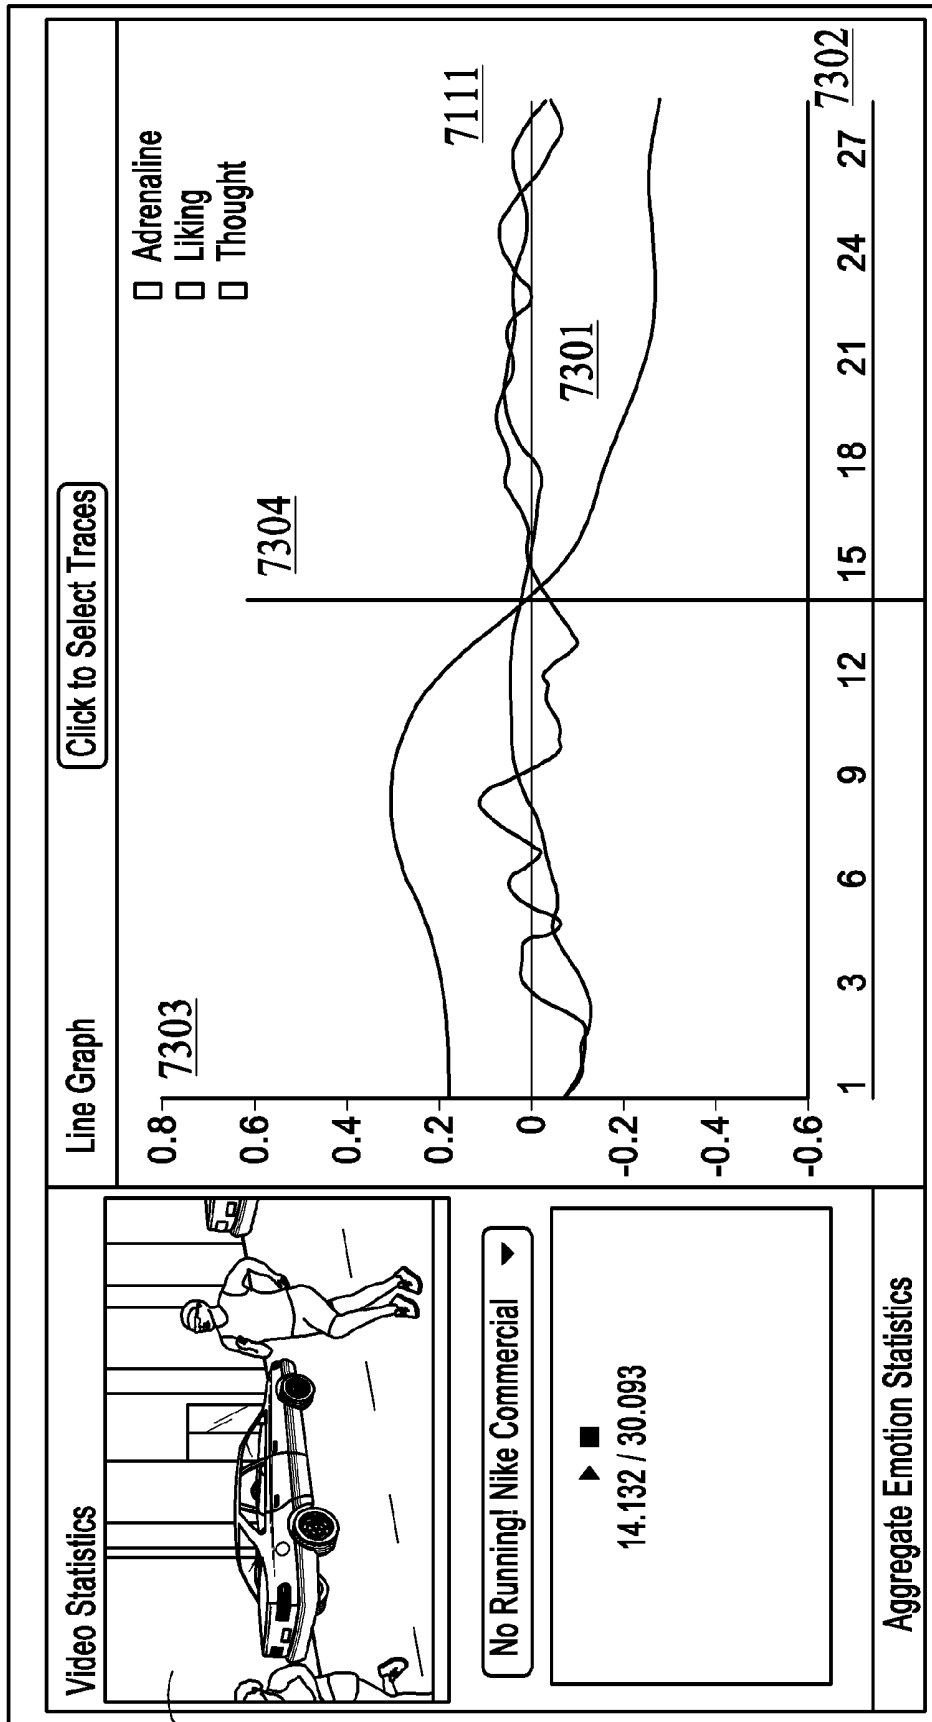 Video Statistics
No Running! Nike Commercial
14.132 / 30.093
Aggregate Emotion Statistics
Line Graph
Click to Select Traces
Adrenaline
Liking
Thought
7303
7304
7111
7301
7302
0.8
0.6
0.4
0.2
0
-0.2
-0.4
-0.6
1 3 6 9 12 15 18 21 24 27